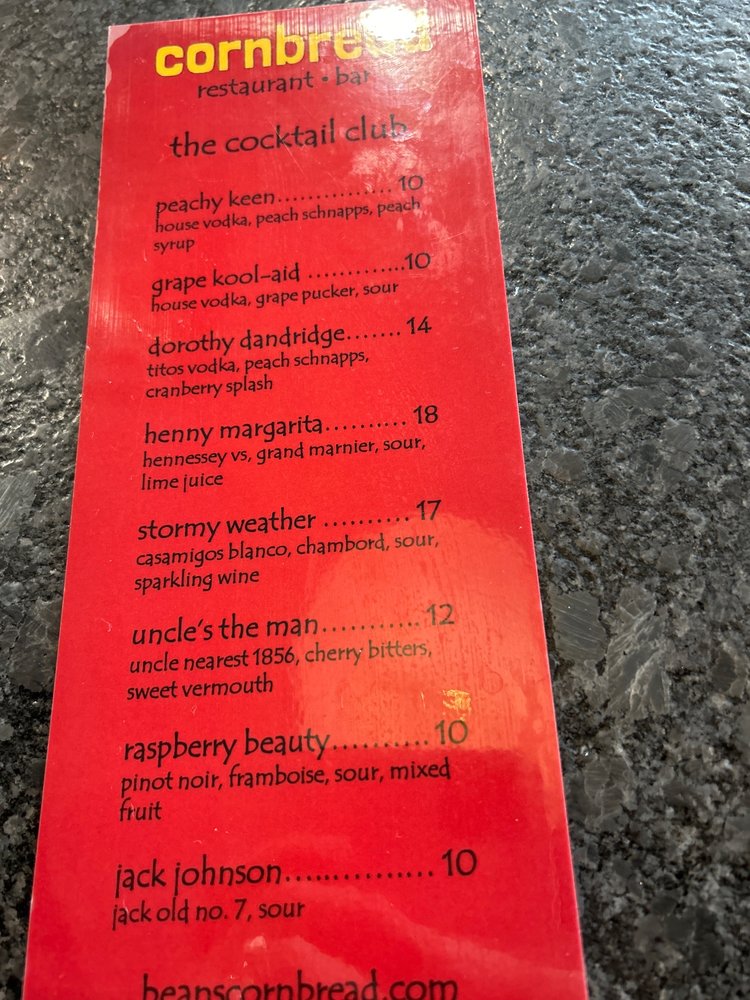 cornbread
restaurant • bar
the cocktail club
peachy keen............... 10
house vodka, peach schnapps, peach
syrup
grape kool-aid .............10
house vodka, grape pucker, sour
dorothy dandridge....... 14
titos vodka, peach schnapps,
cranberry splash
henny margarita.......... 18
hennessey vs, grand marnier, sour,
lime juice
stormy weather .......... 17
casamigos blanco, chambord, sour,
sparkling wine
uncle's the man............ 12
uncle nearest 1856, cherry bitters,
sweet vermouth
raspberry beauty.......... 10
pinot noir, framboise, sour, mixed
fruit
jack johnson............... 10
jack old no. 7, sour
beanscornbread.com